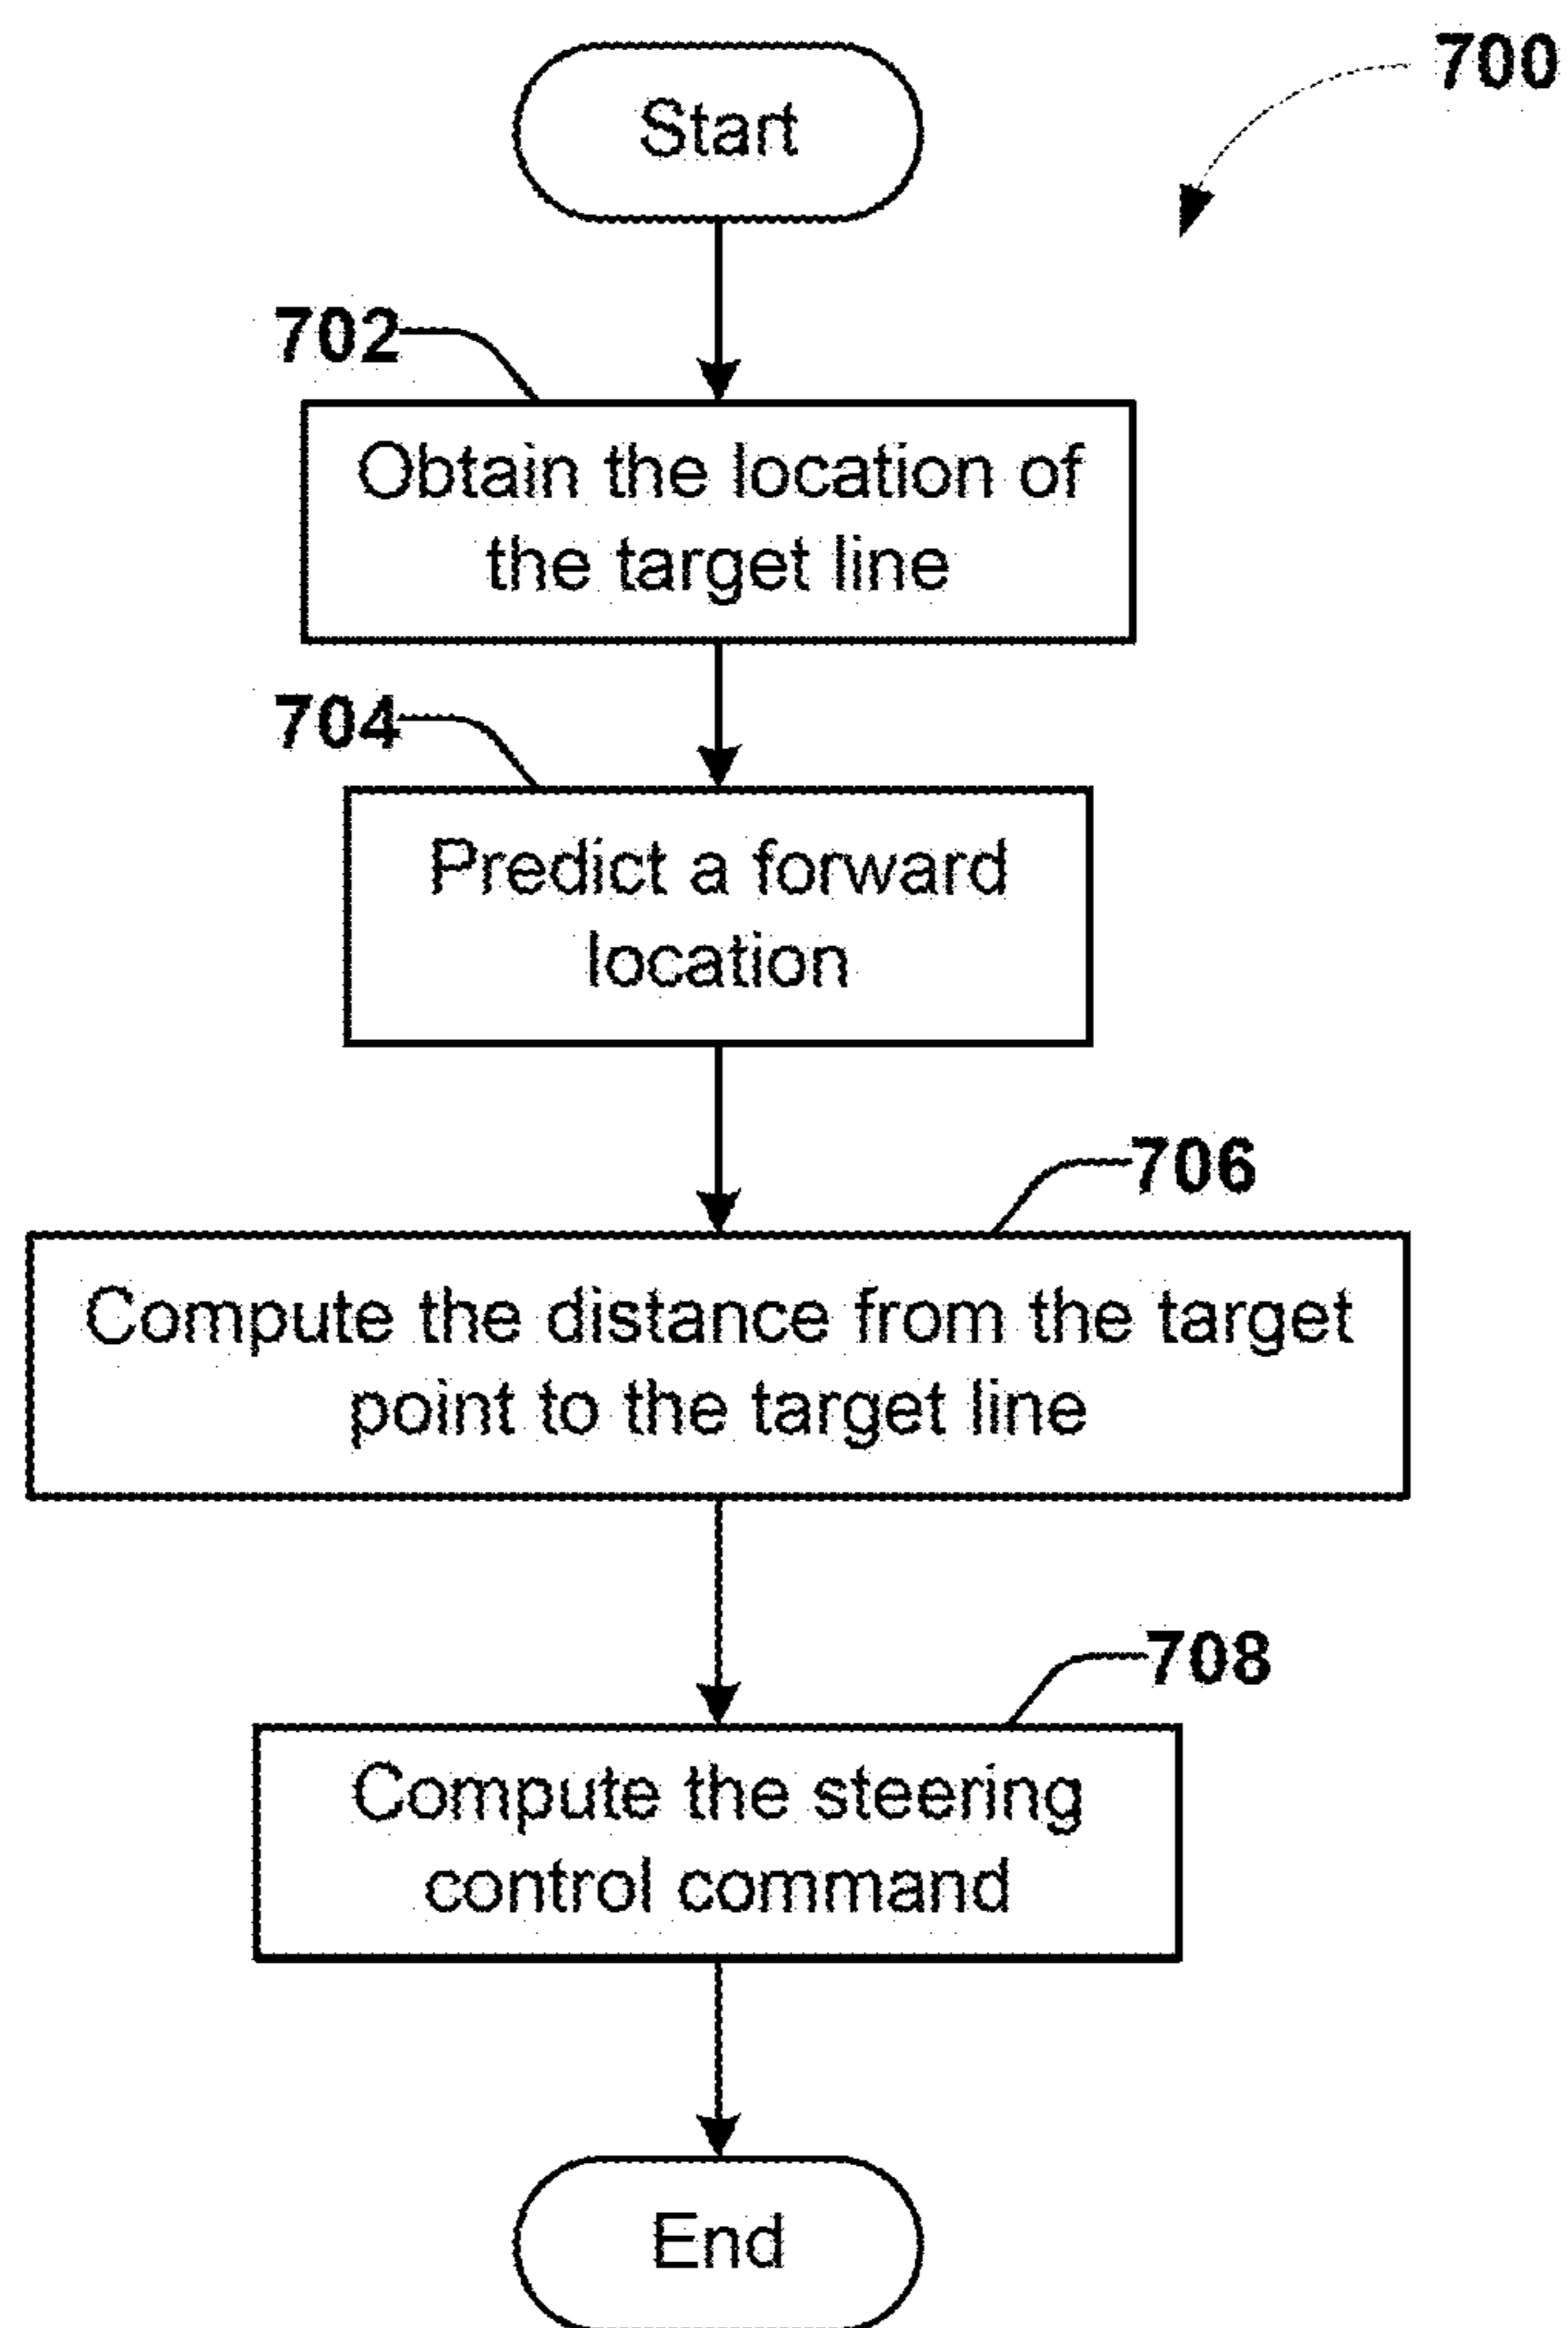 700
Start
702
Obtain the location of
the target line
704
Predict a forward
location
706
Compute the distance from the target
point to the target line
708
Compute the steering
control command
End